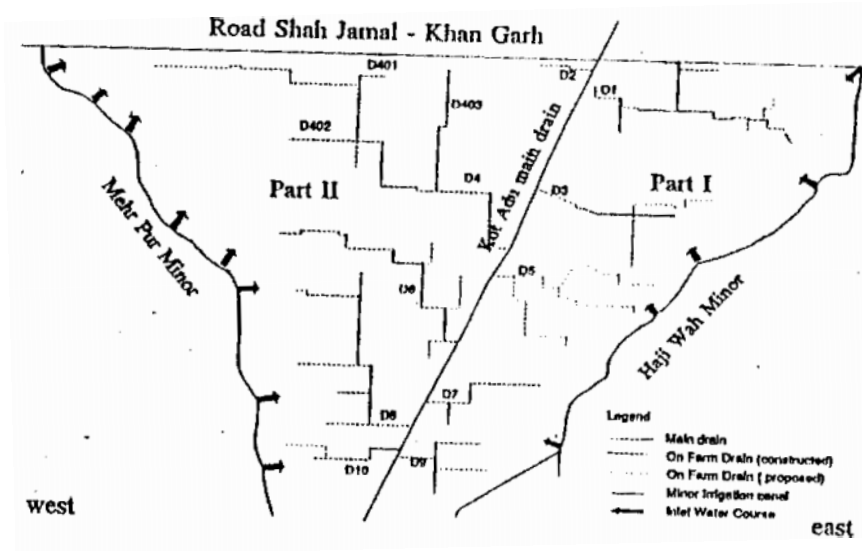 Road Shah Jamal - Khan Garh
D401
D2
D1
D403
D402
Kot Adu main drain
Part II
D4
D3
Part I
Mehr Pur Minor
D5
D6
Haji Wah Minor
D7
D8
D10
D9
Legend
Main drain
On Farm Drain (constructed)
On Farm Drain ( proposed)
Minor Irrigation canal
Inlet Water Course
west
east